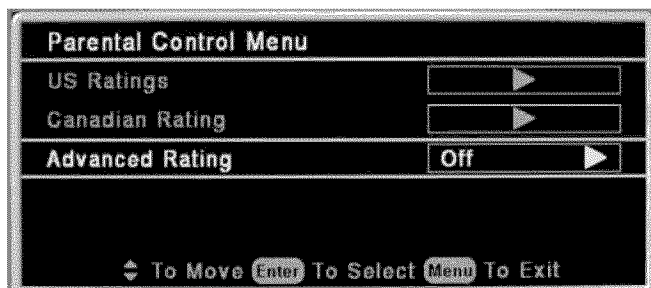 Parental Control Menu
US Ratings
Canadian Rating
Advanced Rating Off
To Move Enter To Select Menu To Exit